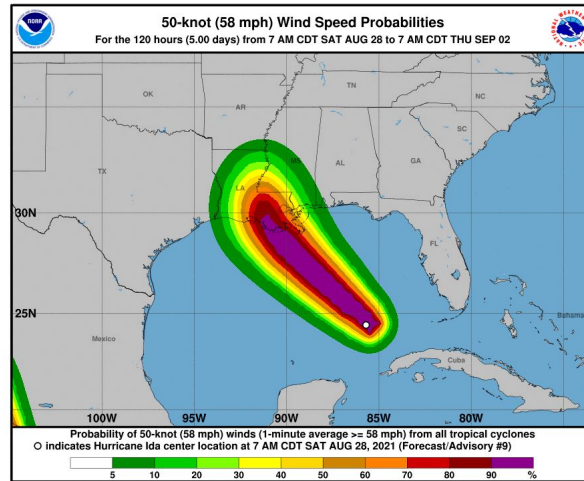 NOAA
50-knot (58 mph) Wind Speed Probabilities
For the 120 hours (5.00 days) from 7 AM CDT SAT AUG 28 to 7 AM CDT THU SEP 02
NATIONAL WEATHER
OK
TN
NC
AR
SC
TX
MS
AL
GA
LA
30N
FL
25N
Bahamas
Mexico
Cuba
100W
95W
90W
85W
80W
Probability of 50-knot (58 mph) winds (1-minute average >= 58 mph) from all tropical cyclones
O indicates Hurricane Ida center location at 7 AM CDT SAT AUG 28, 2021 (Forecast/Advisory #9)
5 10 20 30 40 50 60 70 80 90 %